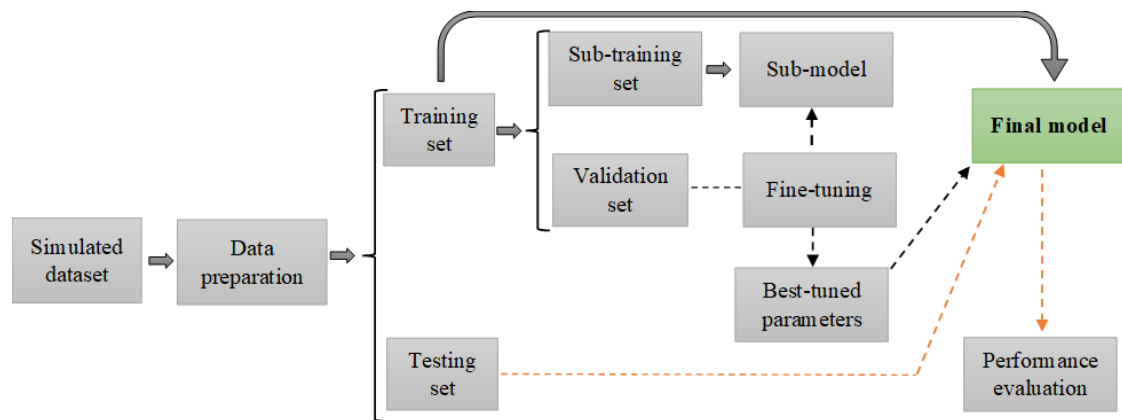 Simulated
dataset
Data
preparation
Training
set
Testing
set
Sub-training
set
Validation
set
Sub-model
Fine-tuning
Best-tuned
parameters
Final model
Performance
evaluation